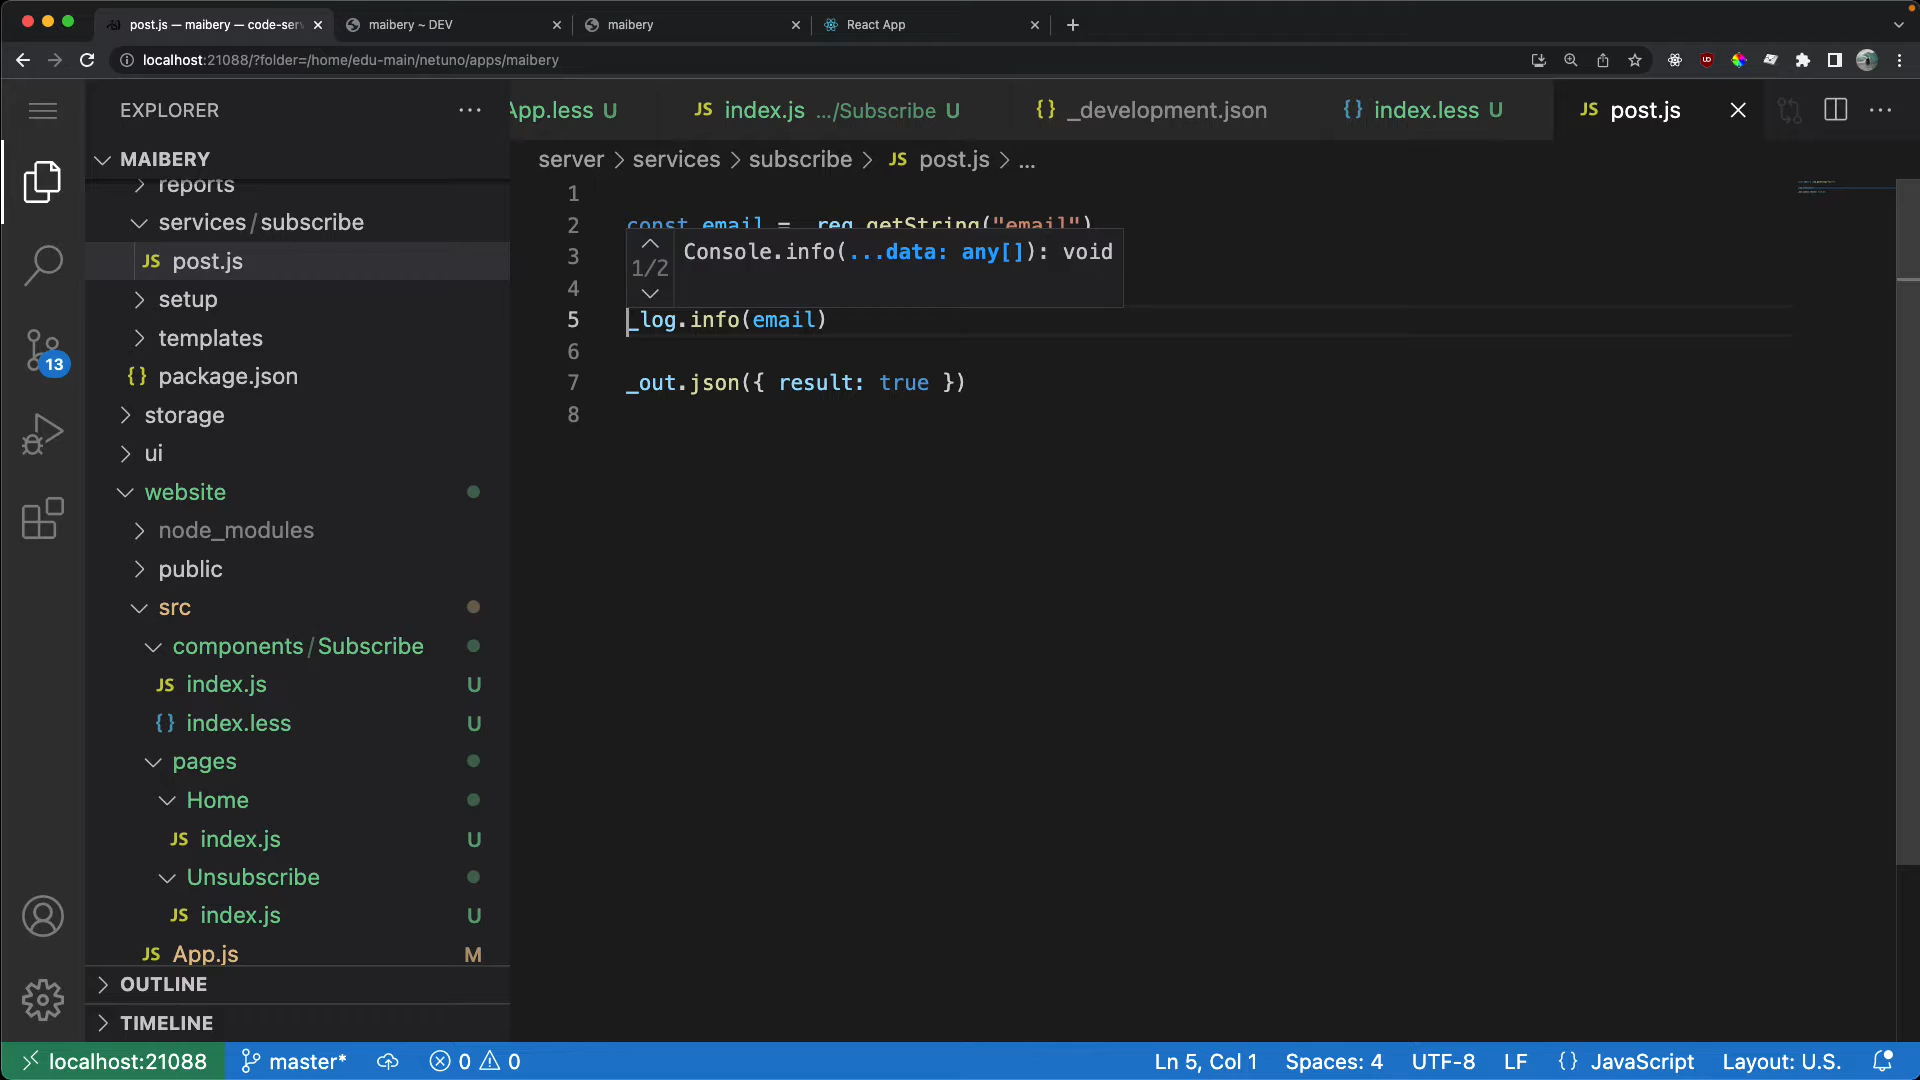 post.js — maibery — code-serv
maibery ~ DEV
maibery
React App
localhost:21088/?folder=/home/edu-main/netuno/apps/maibery
EXPLORER
App.less U
JS index.js .../Subscribe U
{} _development.json
{} index.less U
JS post.js
MAIBERY
server > services > subscribe > JS post.js > ...
reports
services / subscribe
JS post.js
setup
templates
{} package.json
storage
ui
website
node_modules
public
src
components / Subscribe
JS index.js U
{} index.less U
pages
Home
JS index.js U
Unsubscribe
JS index.js U
JS App.js M
OUTLINE
TIMELINE
13
1
2 const email = _req.getString("email")
3
4
5 _log.info(email)
6
7 _out.json({ result: true })
8
1/2
Console.info(...data: any[]): void
localhost:21088
master*
0 0
Ln 5, Col 1
Spaces: 4
UTF-8
LF
{} JavaScript
Layout: U.S.